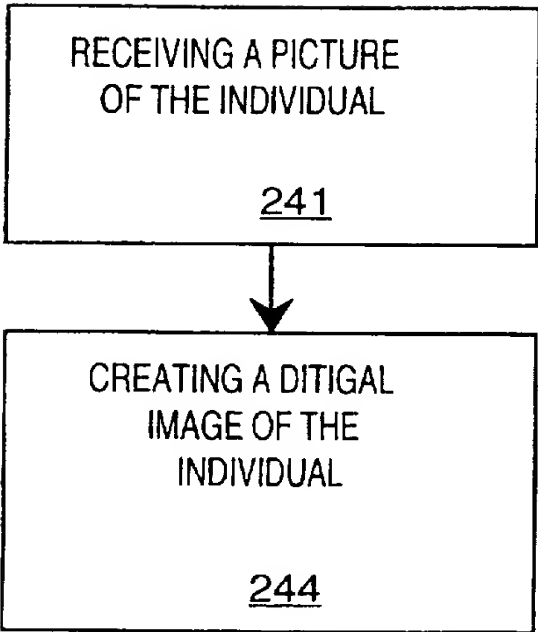 RECEIVING A PICTURE
OF THE INDIVIDUAL
241
CREATING A DITIGAL
IMAGE OF THE
INDIVIDUAL
244